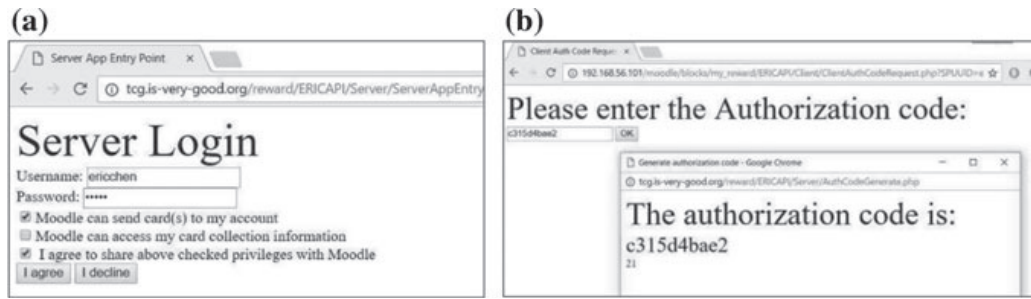 (a)
Server App Entry Point
tcg.is-very-good.org/reward/ERICAPI/Server/ServerAppEntry
Server Login
Username: ericchen
Password: •••••
Moodle can send card(s) to my account
Moodle can access my card collection information
I agree to share above checked privileges with Moodle
I agree I decline
(b)
Client Auth Code Reque
192.168.56.101/moodle/blocks/my_reward/ERICAPI/Client/ClientAuthCodeRequest.php?SPUUID=
Please enter the Authorization code:
c315d4bae2 OK
Generate authorization code - Google Chrome
tcg.is-very-good.org/reward/ERICAPI/Server/AuthCodeGenerate.php
The authorization code is:
c315d4bae2
21